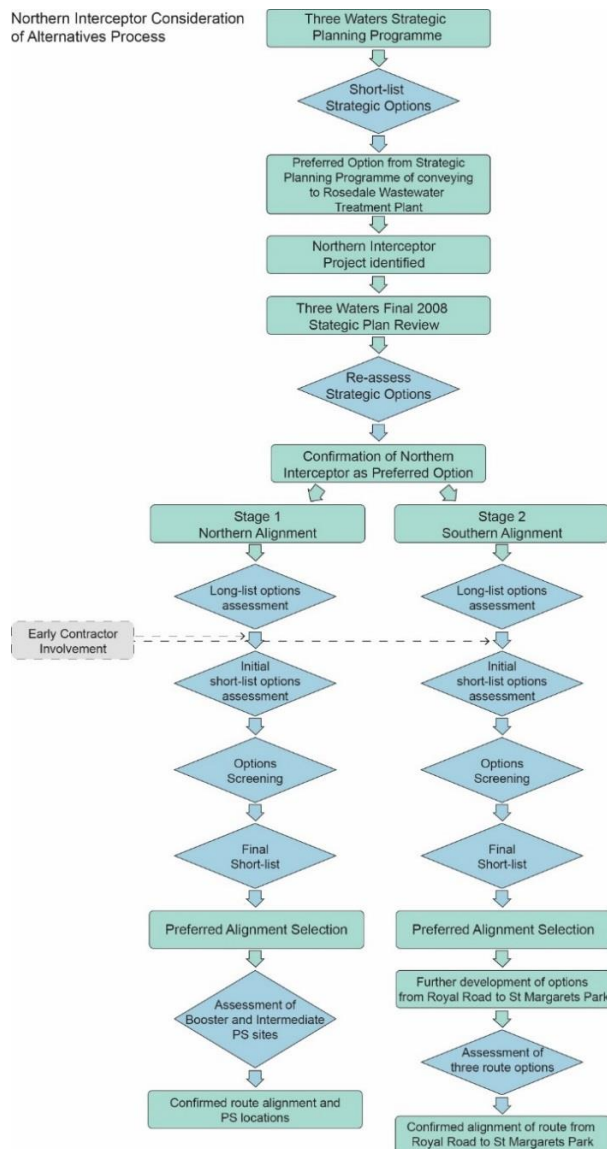 Northern Interceptor Consideration
of Alternatives Process
Three Waters Strategic
Planning Programme
Short-list
Strategic Options
Preferred Option from Strategic
Planning Programme of conveying
to Rosedale Wastewater
Treatment Plant
Northern Interceptor
Project identified
Three Waters Final 2008
Stategic Plan Review
Re-assess
Strategic Options
Confirmation of Northern
Interceptor as Preferred Option
Stage 1
Northern Alignment
Stage 2
Southern Alignment
Long-list options
assessment
Long-list options
assessment
Early Contractor
Involvement
Initial
short-list options
assessment
Initial
short-list options
assessment
Options
Screening
Options
Screening
Final
Short-list
Final
Short-list
Preferred Alignment Selection
Preferred Alignment Selection
Assessment of
Booster and Intermediate
PS sites
Further development of options
from Royal Road to St Margarets Park
Assessment of
three route options
Confirmed route alignment and
PS locations
Confirmed alignment of route from
Royal Road to St Margarets Park